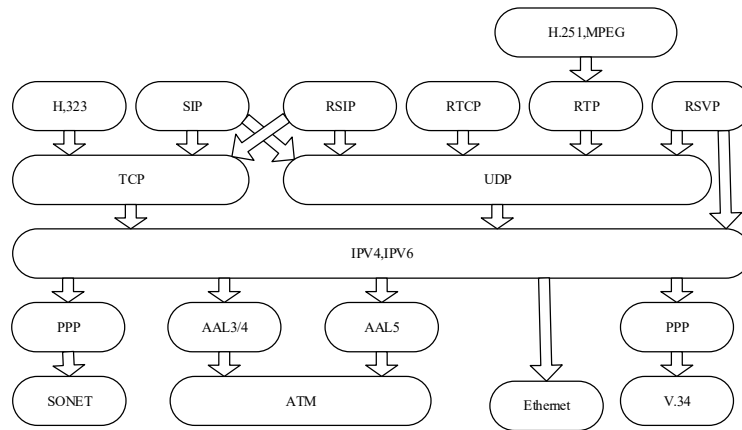 H.251,MPEG
H,323
SIP
RSIP
RTCP
RTP
RSVP
TCP
UDP
IPV4,IPV6
PPP
AAL3/4
AAL5
PPP
SONET
ATM
Ethernet
V.34